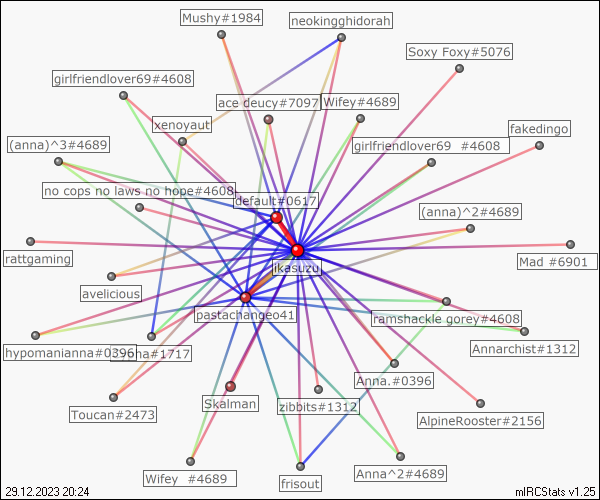 Mushy#1984
neokingghidorah
Soxy Foxy#5076
girlfriendlover69#4608
ace deucy#7097
Wifey#4689
xenoyaut
fakedingo
(anna)^3#4689
girlfriendlover69 #4608
no cops no laws no hope#4608
default#0617
(anna)^2#4689
rattgaming
ikasuzu
Mad #6901
avelicious
pastachange041
ramshackle gorey#4608
hypomanianna#0396
ha#1717
Annarchist#1312
Anna.#0396
Toucan#2473
Skalman
zibbits#1312
AlpineRooster#2156
Wifey #4689
frisout
Anna^2#4689
29.12.2023 20:24
mIRCStats v1.25